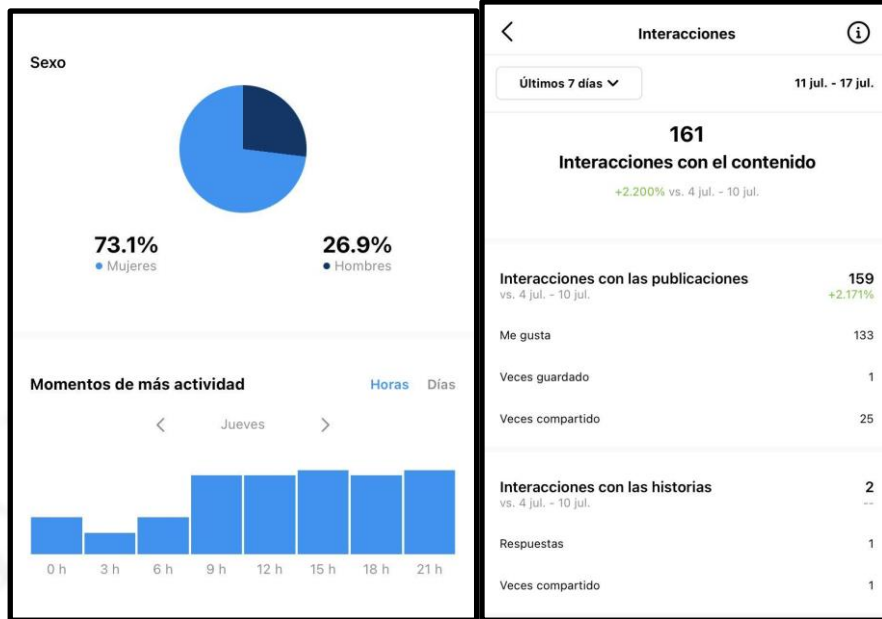 Sexo
73.1%
Mujeres
26.9%
Hombres
Momentos de más actividad
Horas Días
Jueves
0 h 3 h 6 h 9 h 12 h 15 h 18 h 21 h
Interacciones
Últimos 7 días
11 jul. - 17 jul.
161
Interacciones con el contenido
+2.200% vs. 4 jul. - 10 jul.
Interacciones con las publicaciones 159
vs. 4 jul. - 10 jul. +2.171%
Me gusta 133
Veces guardado 1
Veces compartido 25
Interacciones con las historias 2
vs. 4 jul. - 10 jul. --
Respuestas 1
Veces compartido 1